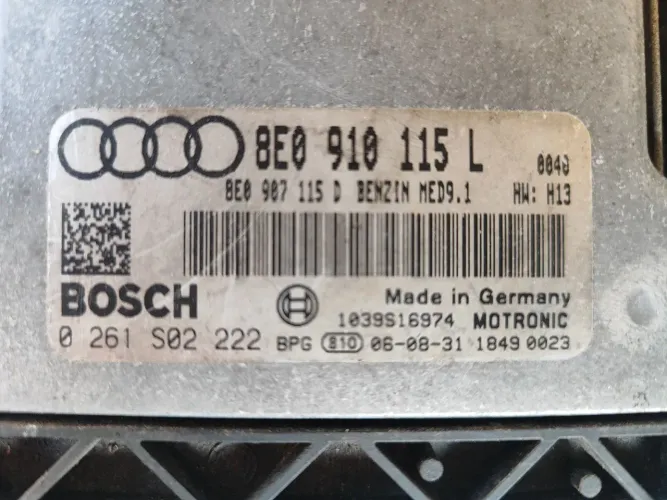 8E0 910 115 L 0040
8E0 907 115 D BENZIN MED9.1 HW: H13
BOSCH Made in Germany
1039S16974 MOTRONIC
0 261 S02 222 BPG 810 06-08-31 1849 0023